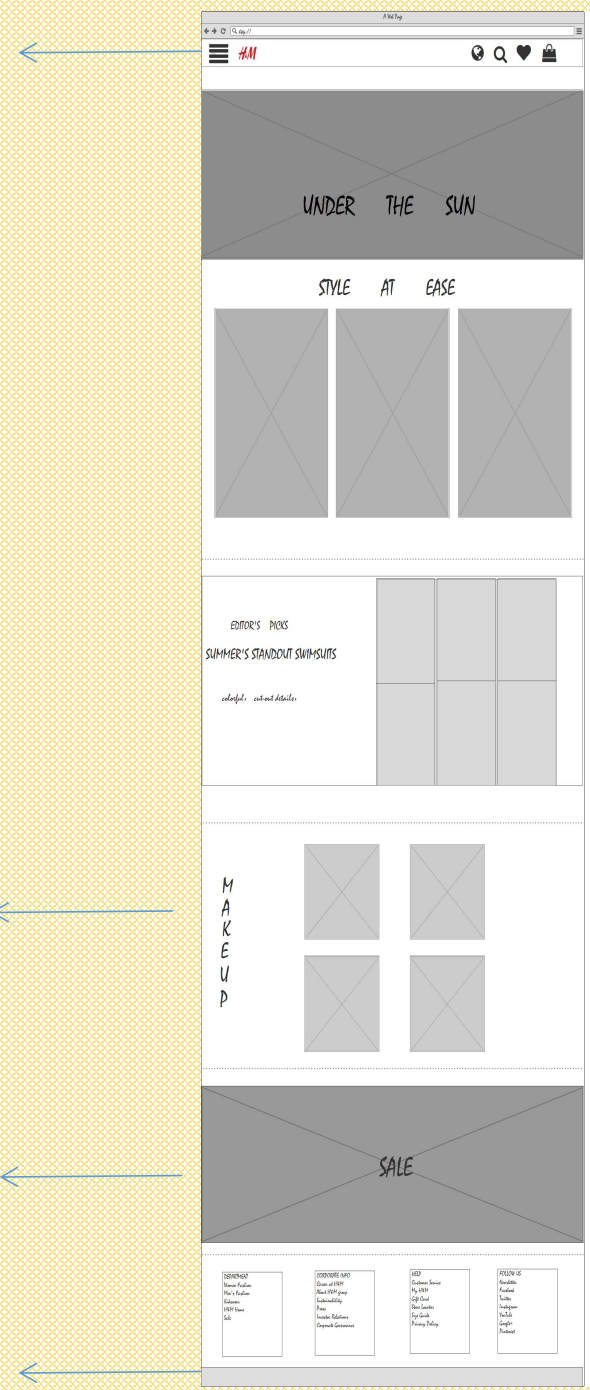 A Web Page
http://
H&M
UNDER THE SUN
STYLE AT EASE
EDITOR'S PICKS
SUMMER'S STANDOUT SWIMSUITS
colorful, cut-out details,
MAKEUP
SALE
DEPARTMENT
Women Fashion
Men's Fashion
Kidswear
H&M Home
Sale
CORPORATE INFO
Career at H&M
About H&M group
Sustainability
Press
Investor Relations
Corporate Governance
HELP
Customer Service
My H&M
Gift Card
Store Locator
Size Guide
Privacy Policy
FOLLOW US
Newsletter
Facebook
Twitter
Instagram
YouTube
Google+
Pinterest